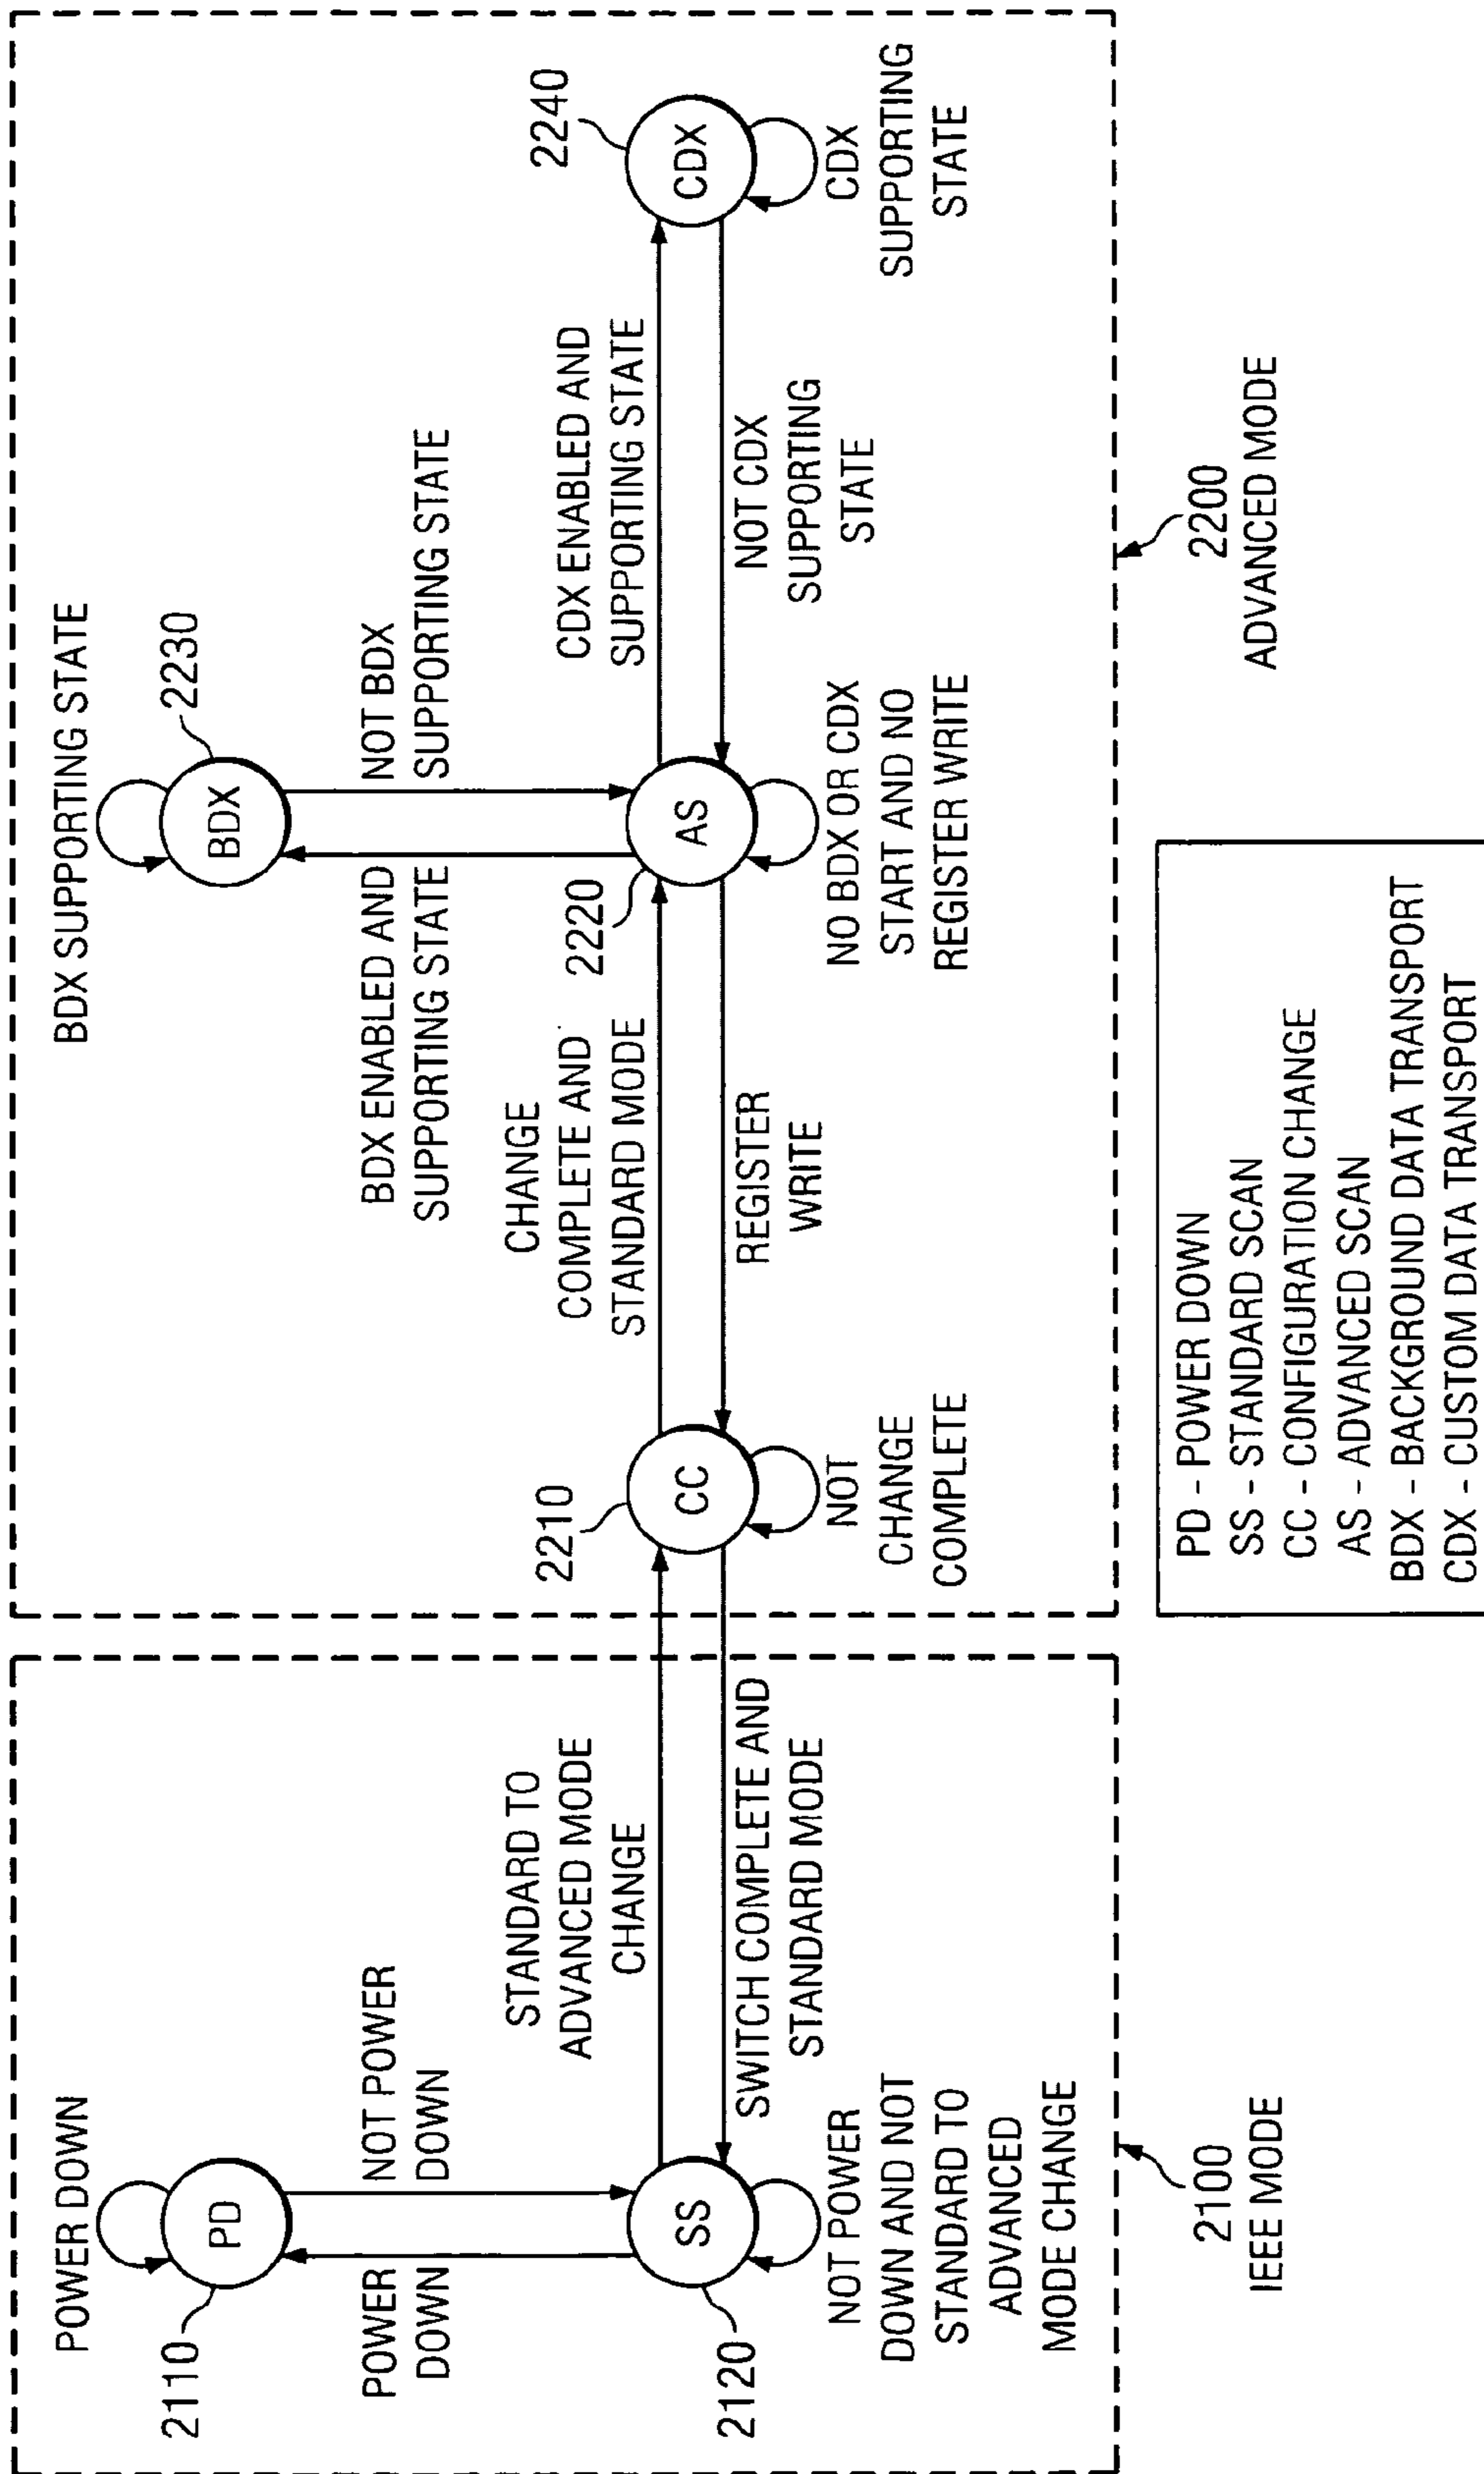 POWER DOWN
2110
PD
POWER
DOWN
NOT POWER
DOWN
2120
SS
NOT POWER
DOWN AND NOT
STANDARD TO
ADVANCED
MODE CHANGE
STANDARD TO
ADVANCED MODE
CHANGE
SWITCH COMPLETE AND
STANDARD MODE
2100
IEEE MODE
2210
CC
NOT
CHANGE
COMPLETE
CHANGE
COMPLETE AND
STANDARD MODE
REGISTER
WRITE
BDX SUPPORTING STATE
2230
BDX
BDX ENABLED AND
SUPPORTING STATE
NOT BDX
SUPPORTING STATE
2220
AS
NO BDX OR CDX
START AND NO
REGISTER WRITE
CDX ENABLED AND
SUPPORTING STATE
NOT CDX
SUPPORTING
STATE
2240
CDX
CDX
SUPPORTING
STATE
2200
ADVANCED MODE
PD - POWER DOWN
SS - STANDARD SCAN
CC - CONFIGURATION CHANGE
AS - ADVANCED SCAN
BDX - BACKGROUND DATA TRANSPORT
CDX - CUSTOM DATA TRANSPORT